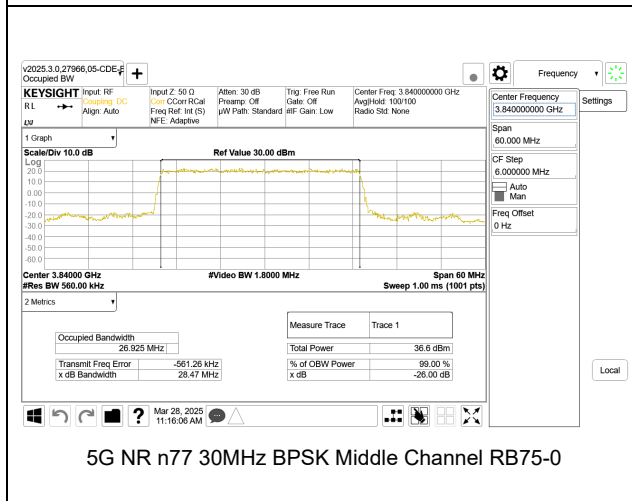 v2025.3.0,27966,05-CDE-E
Occupied BW
Frequency
KEYSIGHT
RL
Input: RF
Coupling: DC
Align: Auto
Input Z: 50 Ω
Corr CCorr RCal
Freq Ref: Int (S)
NFE: Adaptive
Atten: 30 dB
Preamp: Off
µW Path: Standard
Trig: Free Run
Gate: Off
#IF Gain: Low
Center Freq: 3.840000000 GHz
Avg|Hold: 100/100
Radio Std: None
Center Frequency
3.840000000 GHz
Settings
Span
60.000 MHz
CF Step
6.000000 MHz
Auto
Man
Freq Offset
0 Hz
Local
1 Graph
Scale/Div 10.0 dB
Ref Value 30.00 dBm
Log
20.0
10.0
0.00
-10.0
-20.0
-30.0
-40.0
-50.0
-60.0
Center 3.84000 GHz
#Video BW 1.8000 MHz
Span 60 MHz
#Res BW 560.00 kHz
Sweep 1.00 ms (1001 pts)
2 Metrics
Measure Trace
Trace 1
Occupied Bandwidth
26.925 MHz
Total Power
36.6 dBm
Transmit Freq Error
-561.26 kHz
% of OBW Power
99.00 %
x dB Bandwidth
28.47 MHz
x dB
-26.00 dB
?
Mar 28, 2025
11:16:06 AM
5G NR n77 30MHz BPSK Middle Channel RB75-0